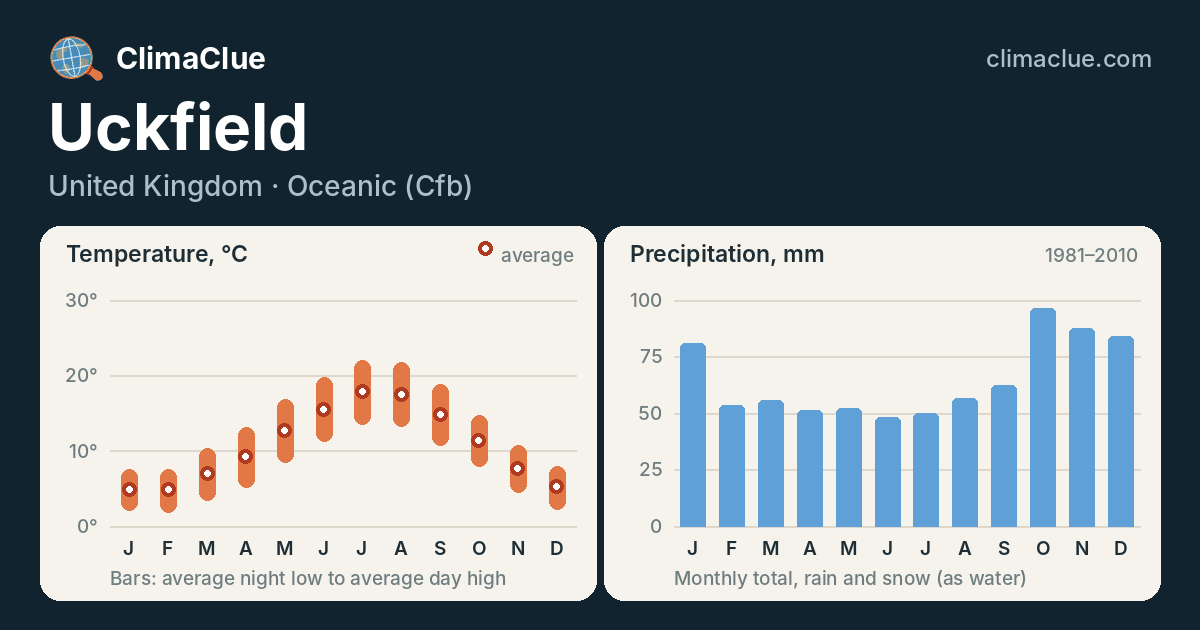 ClimaClue
climaclue.com
Uckfield
United Kingdom · Oceanic (Cfb)
Temperature, °C
average
30°
20°
10°
0°
J F M A M J J A S O N D
Bars: average night low to average day high
Precipitation, mm
1981–2010
100
75
50
25
0
J F M A M J J A S O N D
Monthly total, rain and snow (as water)